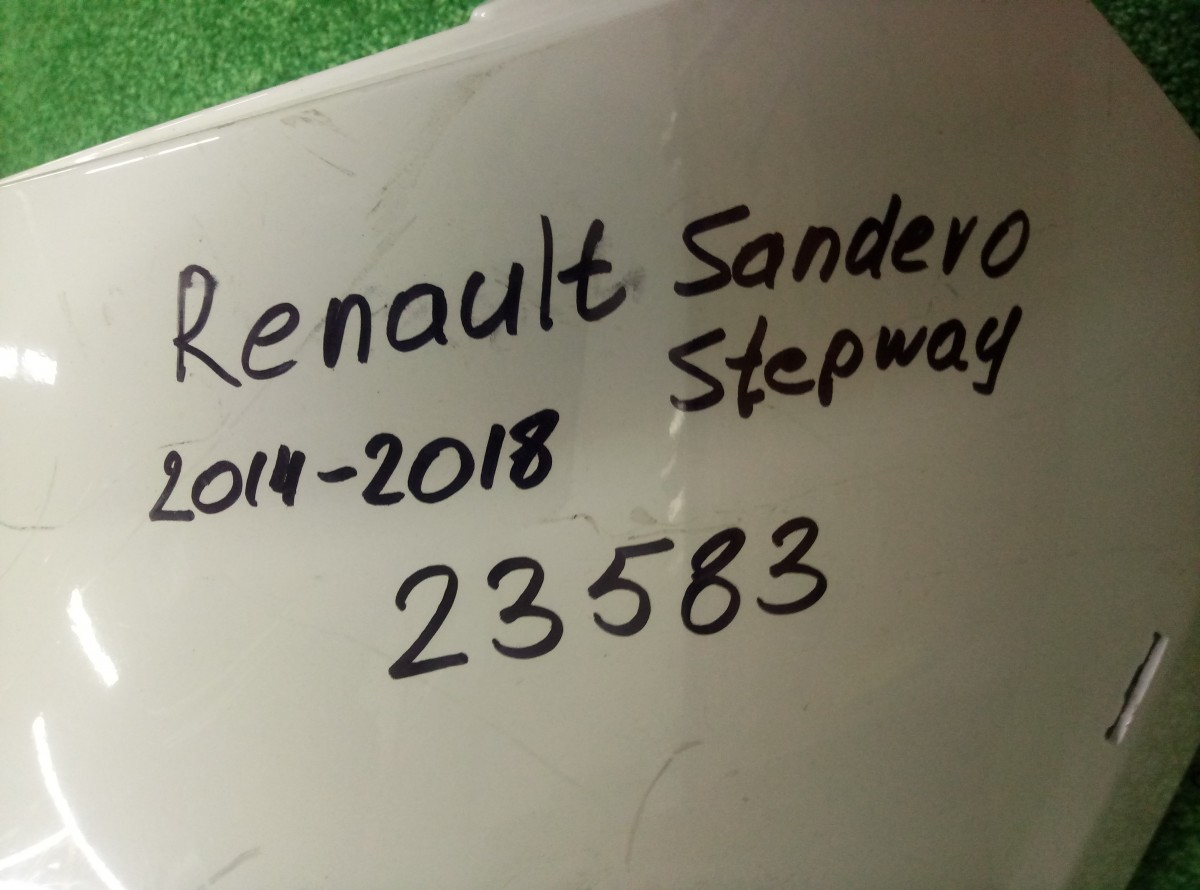 Renault Sandero
Stepway
2014-2018
23583